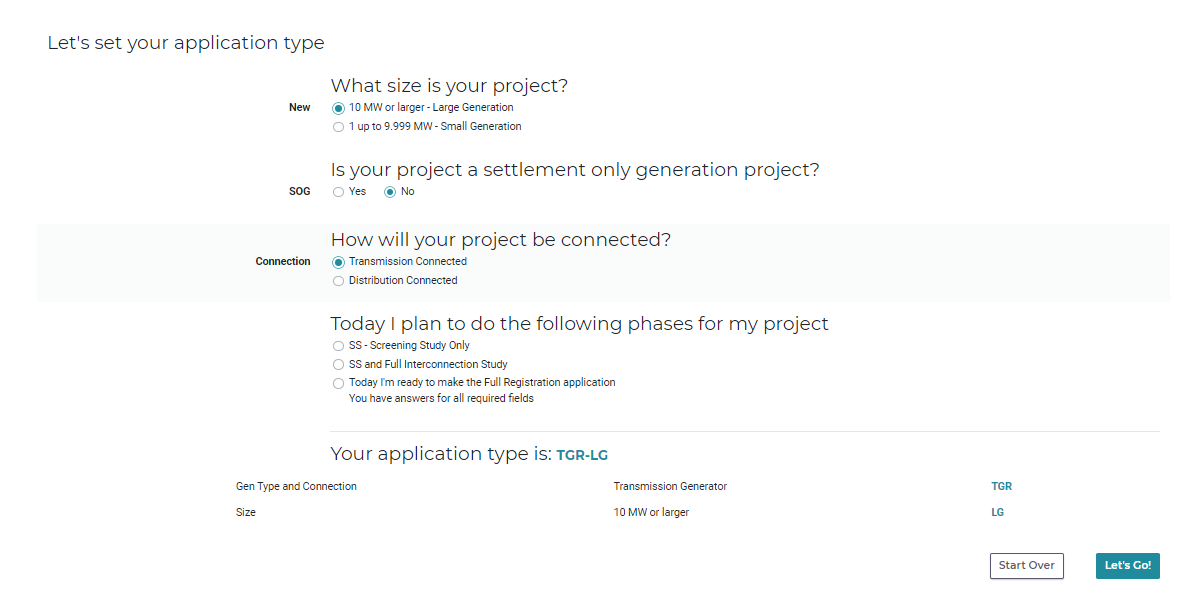 Let's set your application type
What size is your project?
New
10 MW or larger - Large Generation
1 up to 9.999 MW - Small Generation
Is your project a settlement only generation project?
SOG
Yes No
How will your project be connected?
Connection
Transmission Connected
Distribution Connected
Today I plan to do the following phases for my project
SS - Screening Study Only
SS and Full Interconnection Study
Today I'm ready to make the Full Registration application
You have answers for all required fields
Your application type is: TGR-LG
Gen Type and Connection Transmission Generator TGR
Size 10 MW or larger LG
Start Over Let's Go!